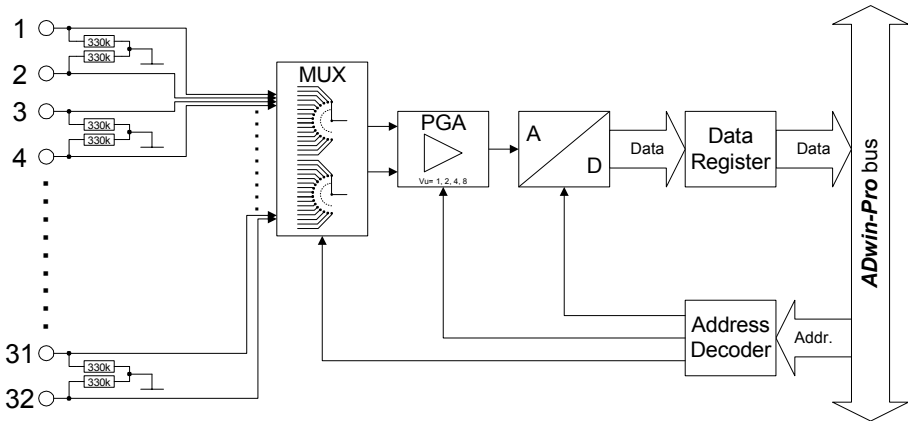 1
330k
330k
2
3
330k
330k
4
31
330k
330k
32
MUX
PGA
Vu= 1, 2, 4, 8
A
D
Data
Data
Register
Data
Address
Decoder
Addr.
ADwin-Pro bus